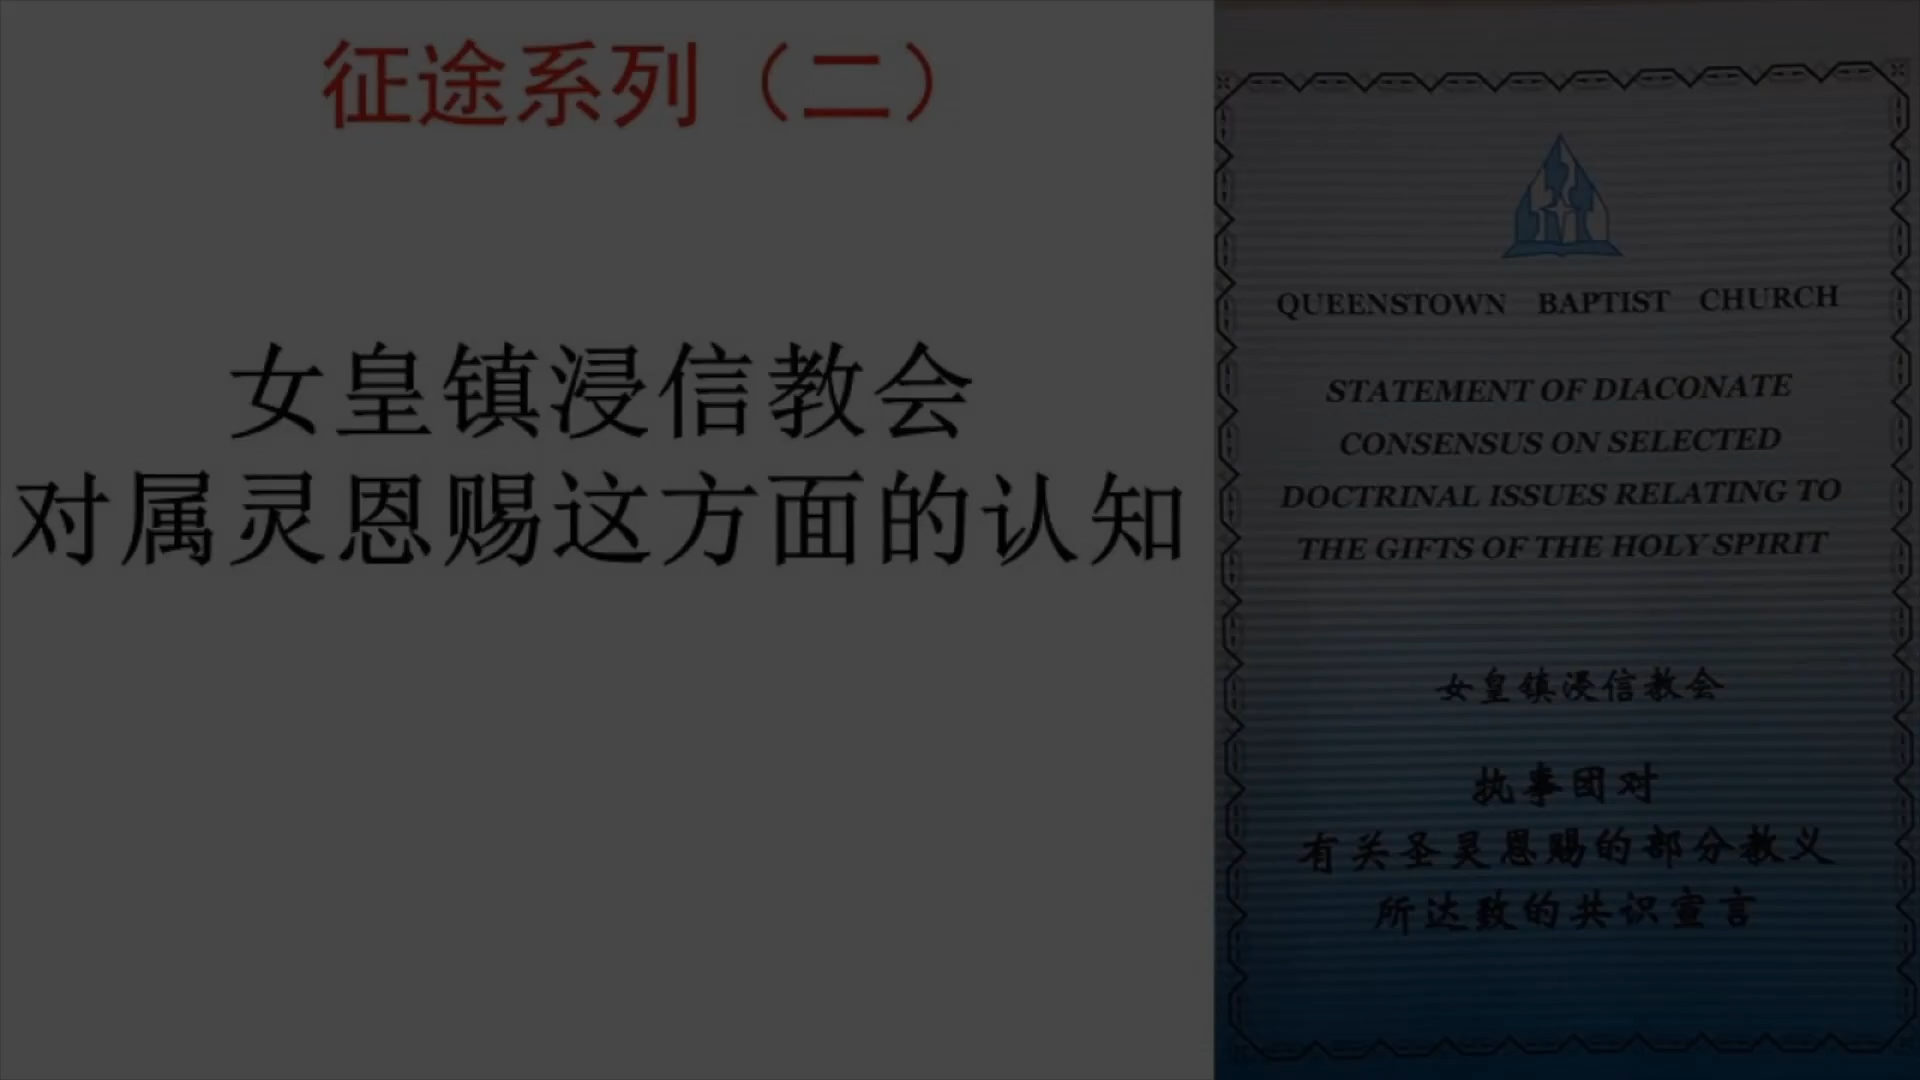 征途系列（二）
女皇镇浸信教会
对属灵恩赐这方面的认知
QUEENSTOWN BAPTIST CHURCH
STATEMENT OF DIACONATE
CONSENSUS ON SELECTED
DOCTRINAL ISSUES RELATING TO
THE GIFTS OF THE HOLY SPIRIT
女皇镇浸信教会
执事团对
有关圣灵恩赐的部分教义
所达致的共识宣言